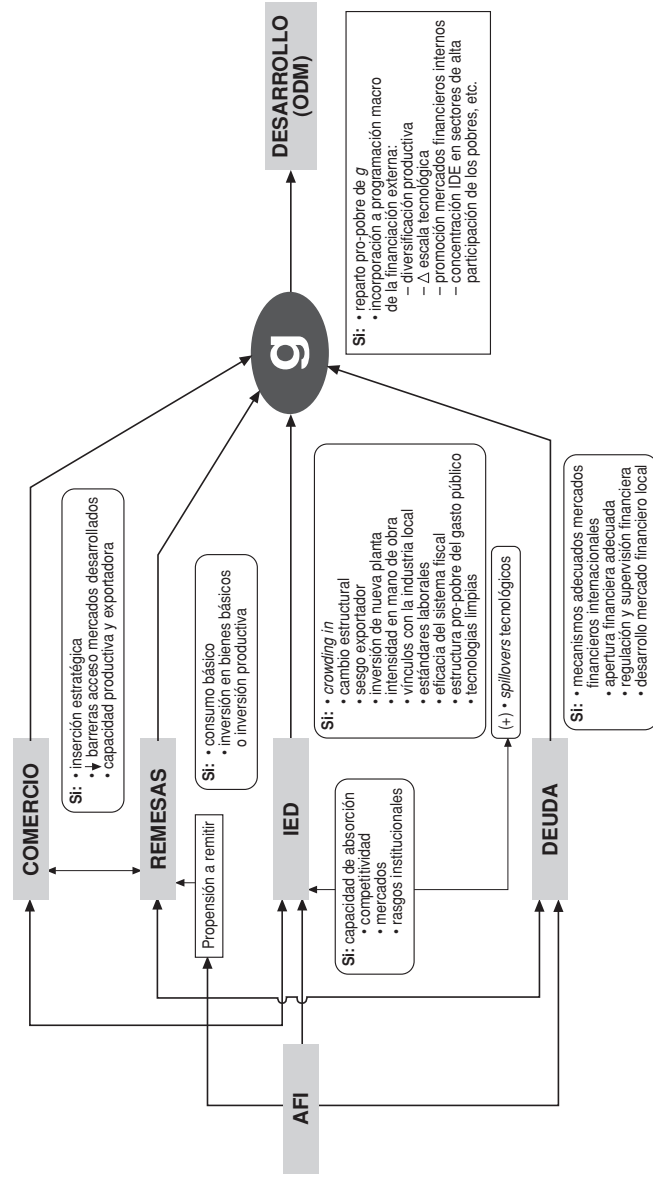 COMERCIO
Si: • inserción estratégica
• ↓ barreras acceso mercados desarrollados
• capacidad productiva y exportadora
REMESAS
Si: • consumo básico
• inversión en bienes básicos
o inversión productiva
Propensión a remitir
AFI
IED
Si: • crowding in
• cambio estructural
• sesgo exportador
• inversión de nueva planta
• intensidad en mano de obra
• vínculos con la industria local
• estándares laborales
• eficacia del sistema fiscal
• estructura pro-pobre del gasto público
• tecnologías limpias
Si: capacidad de absorción
• competitividad
• mercados
• rasgos institucionales
(+) • spillovers tecnológicos
DEUDA
Si: • mecanismos adecuados mercados
financieros internacionales
• apertura financiera adecuada
• regulación y supervisión financiera
• desarrollo mercado financiero local
g
DESARROLLO
(ODM)
Si: • reparto pro-pobre de g
• incorporación a programación macro
de la financiación externa:
– diversificación productiva
– △ escala tecnológica
– promoción mercados financieros internos
– concentración IDE en sectores de alta
participación de los pobres, etc.